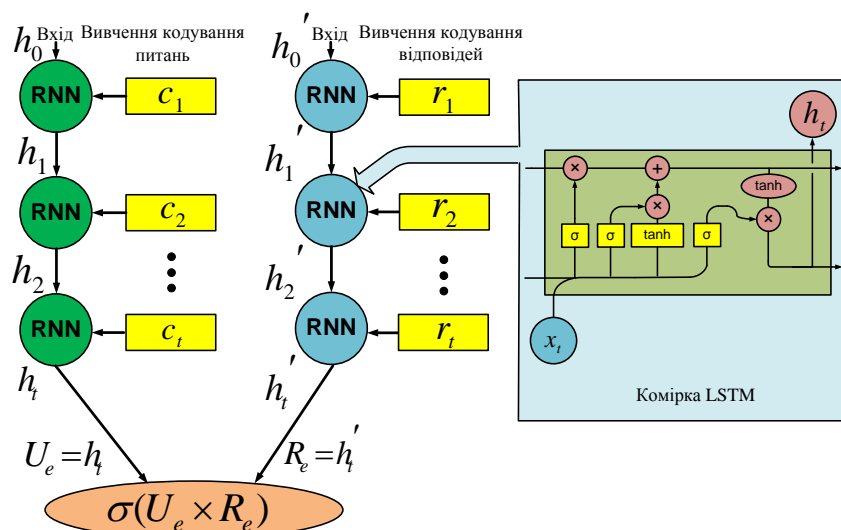 h₀ Вхід Вивчення кодування питань
RNN c₁
h₁
RNN c₂
h₂
RNN cₜ
hₜ
Uₑ = hₜ
h₀′ Вхід Вивчення кодування відповідей
RNN r₁
h₁′
RNN r₂
h₂′
RNN rₜ
hₜ′
Rₑ = hₜ′
σ(Uₑ × Rₑ)
hₜ
× +
tanh
× ×
σ σ tanh σ
xₜ
Комірка LSTM